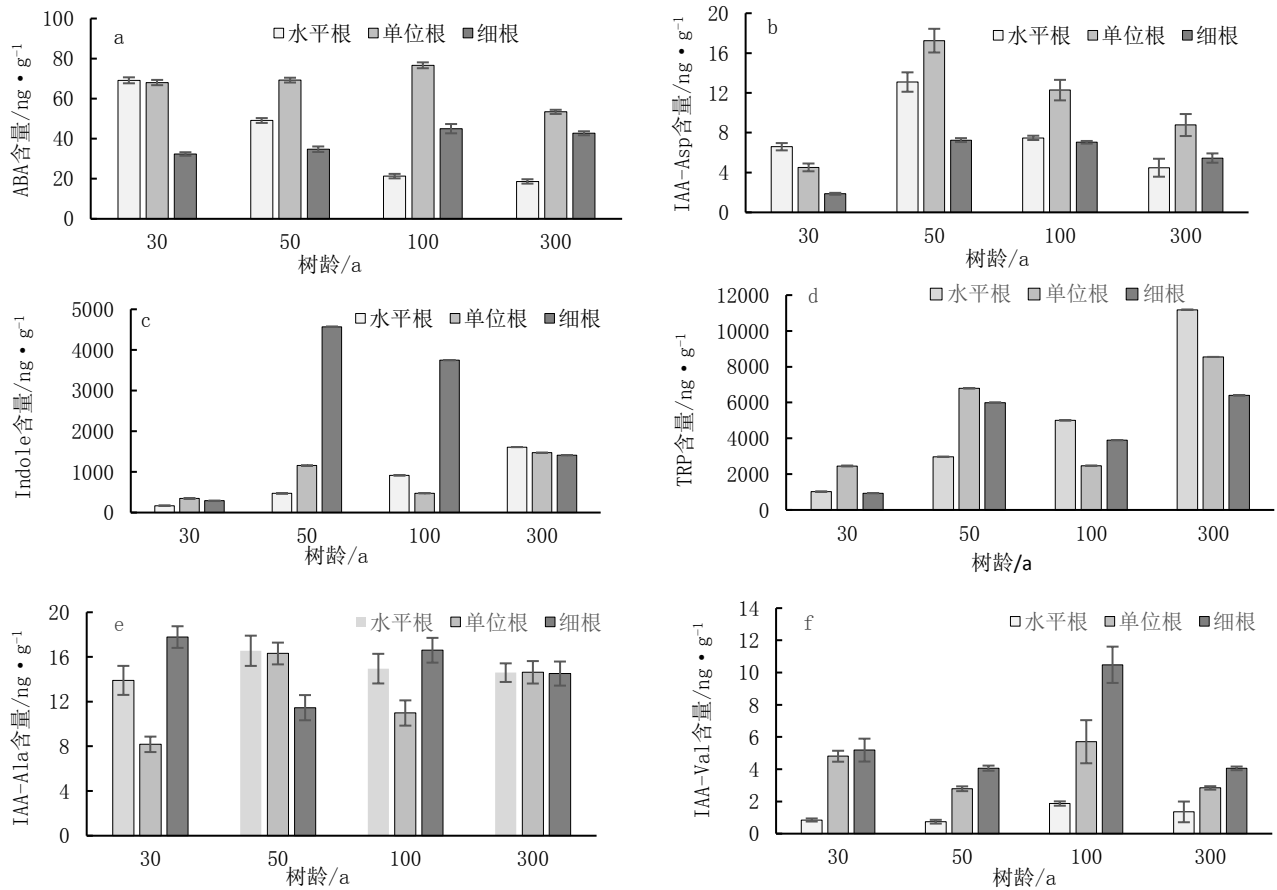 a
水平根 单位根 细根
ABA含量/ng·g⁻¹
100
80
60
40
20
0
30 50 100 300
树龄/a
b
水平根 单位根 细根
IAA-Asp含量/ng·g⁻¹
20
16
12
8
4
0
30 50 100 300
树龄/a
c
水平根 单位根 细根
Indole含量/ng·g⁻¹
5000
4000
3000
2000
1000
0
30 50 100 300
树龄/a
d
水平根 单位根 细根
TRP含量/ng·g⁻¹
12000
10000
8000
6000
4000
2000
0
30 50 100 300
树龄/a
e
水平根 单位根 细根
IAA-Ala含量/ng·g⁻¹
20
16
12
8
4
0
30 50 100 300
树龄/a
f
水平根 单位根 细根
IAA-Val含量/ng·g⁻¹
14
12
10
8
6
4
2
0
30 50 100 300
树龄/a